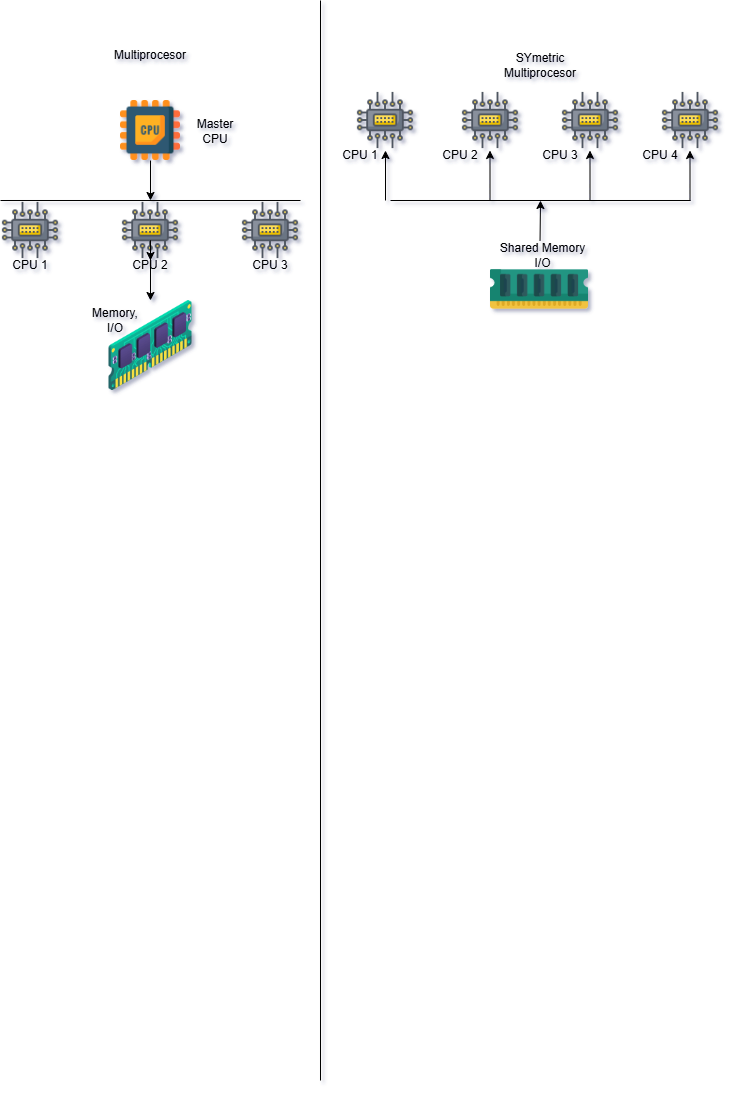 Multiprocesor
CPU
Master
CPU
CPU 1
CPU 2
CPU 3
Memory,
I/O
SYmetric
Multiprocesor
CPU 1
CPU 2
CPU 3
CPU 4
Shared Memory
I/O